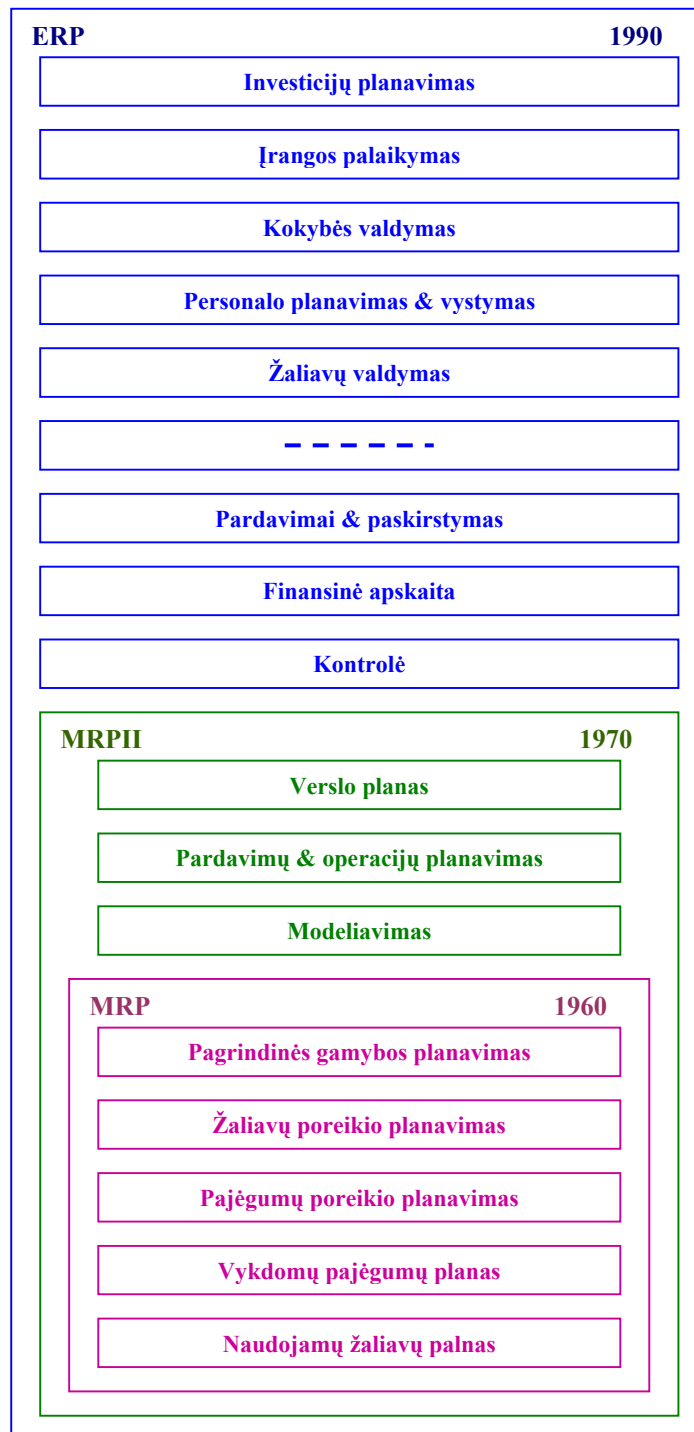 ERP 1990
Investicijų planavimas
Įrangos palaikymas
Kokybės valdymas
Personalo planavimas & vystymas
Žaliavų valdymas
Pardavimai & paskirstymas
Finansinė apskaita
Kontrolė
MRPII 1970
Verslo planas
Pardavimų & operacijų planavimas
Modeliavimas
MRP 1960
Pagrindinės gamybos planavimas
Žaliavų poreikio planavimas
Pajėgumų poreikio planavimas
Vykdomų pajėgumų planas
Naudojamų žaliavų palnas